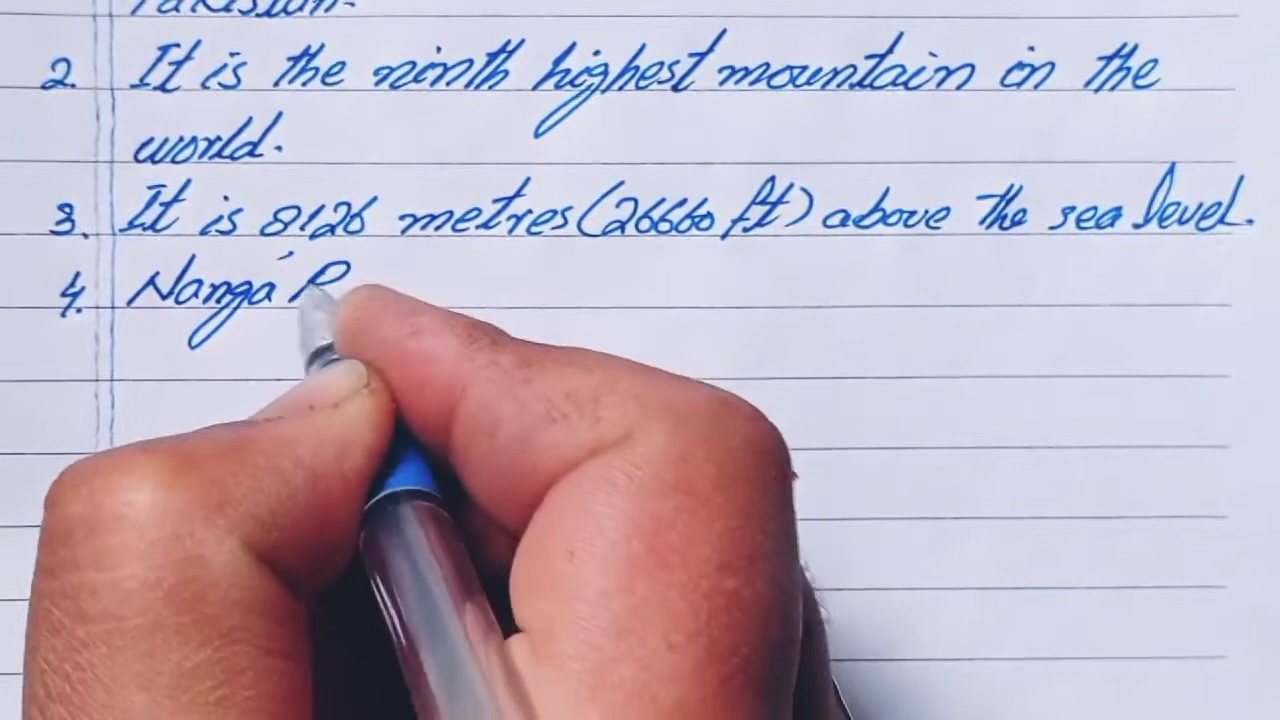 Pakistan.
2. It is the ninth highest mountain in the
world.
3. It is 8126 metres (26660 ft) above the sea level.
4. Nanga P